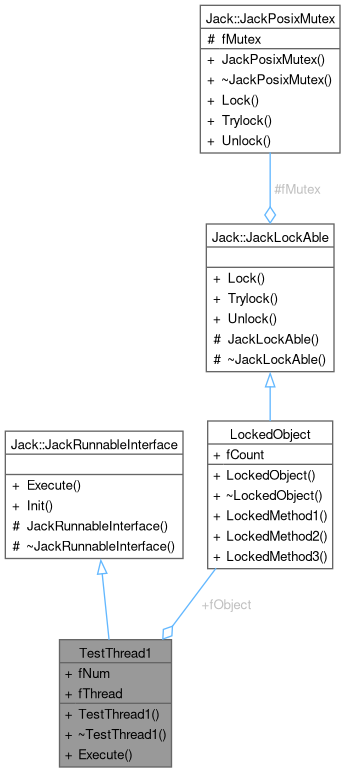 Jack::JackPosixMutex
# fMutex
+ JackPosixMutex()
+ ~JackPosixMutex()
+ Lock()
+ Trylock()
+ Unlock()
#fMutex
Jack::JackLockAble
+ Lock()
+ Trylock()
+ Unlock()
# JackLockAble()
# ~JackLockAble()
LockedObject
+ fCount
+ LockedObject()
+ ~LockedObject()
+ LockedMethod1()
+ LockedMethod2()
+ LockedMethod3()
Jack::JackRunnableInterface
+ Execute()
+ Init()
# JackRunnableInterface()
# ~JackRunnableInterface()
+fObject
TestThread1
+ fNum
+ fThread
+ TestThread1()
+ ~TestThread1()
+ Execute()